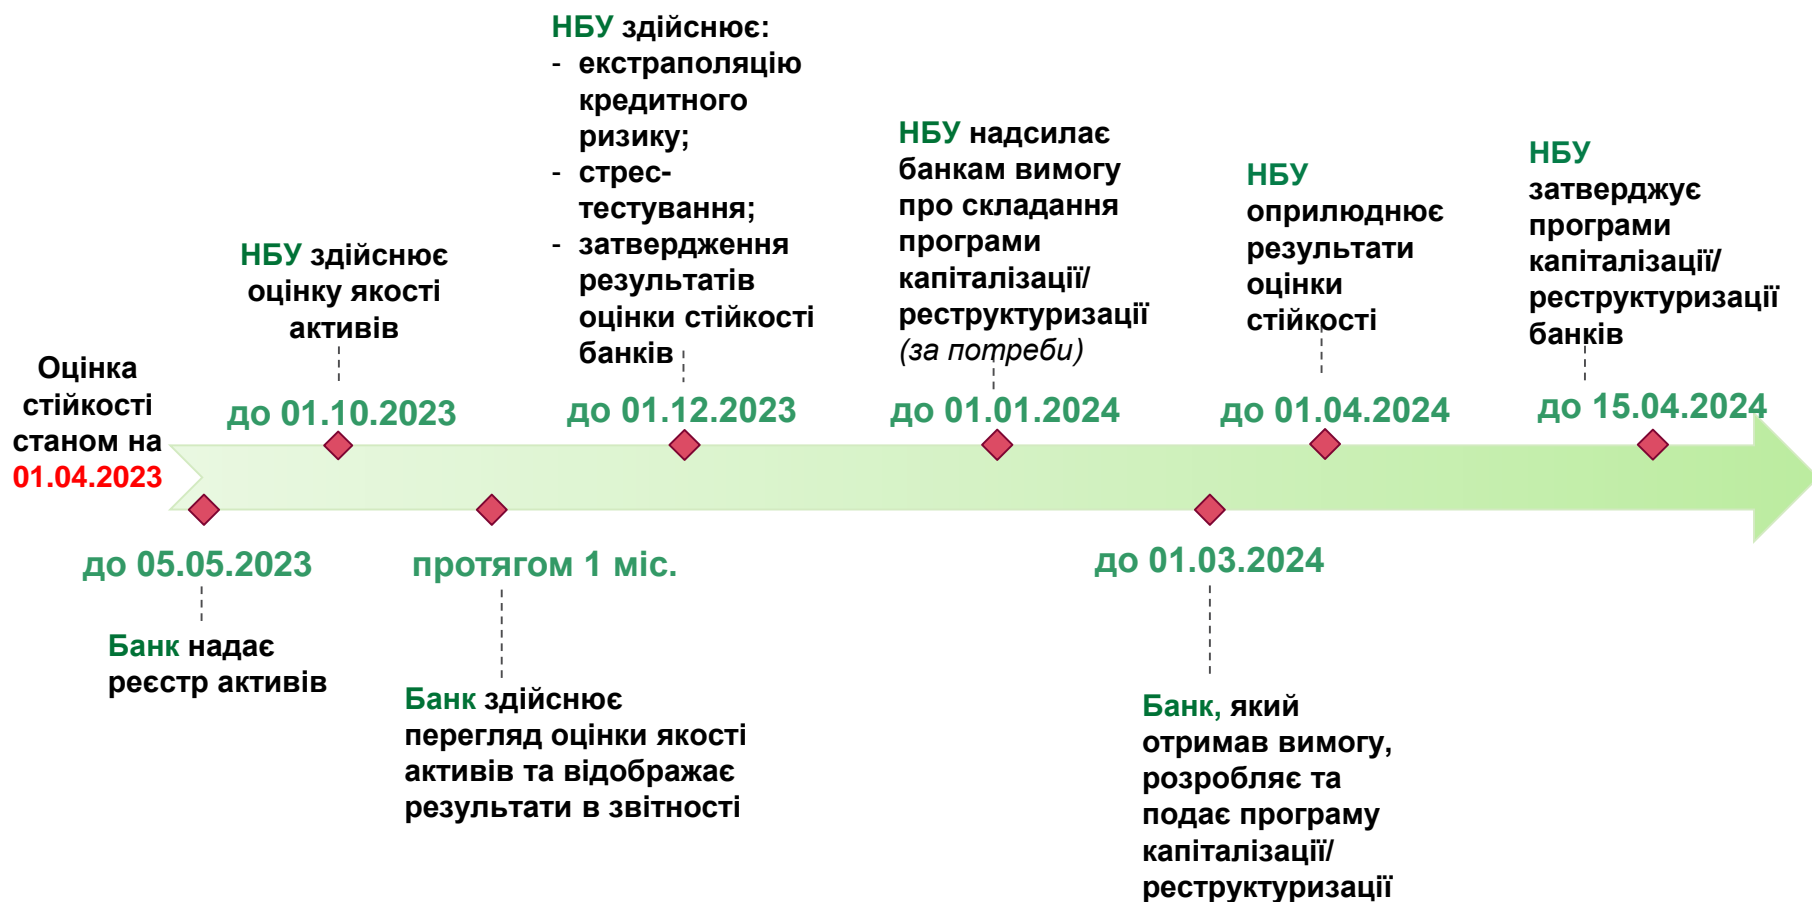 Оцінка
стійкості
станом на
01.04.2023
НБУ здійснює
оцінку якості
активів
до 01.10.2023
НБУ здійснює:
- екстраполяцію
кредитного
ризику;
- стрес-
тестування;
- затвердження
результатів
оцінки стійкості
банків
до 01.12.2023
НБУ надсилає
банкам вимогу
про складання
програми
капіталізації/
реструктуризації
(за потреби)
до 01.01.2024
НБУ
оприлюднює
результати
оцінки
стійкості
до 01.04.2024
НБУ
затверджує
програми
капіталізації/
реструктуризації
банків
до 15.04.2024
до 05.05.2023
Банк надає
реєстр активів
протягом 1 міс.
Банк здійснює
перегляд оцінки якості
активів та відображає
результати в звітності
до 01.03.2024
Банк, який
отримав вимогу,
розробляє та
подає програму
капіталізації/
реструктуризації